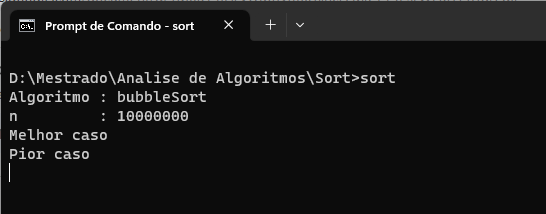 Prompt de Comando - sort
D:\Mestrado\Analise de Algoritmos\Sort>sort
Algoritmo : bubbleSort
n         : 10000000
Melhor caso
Pior caso